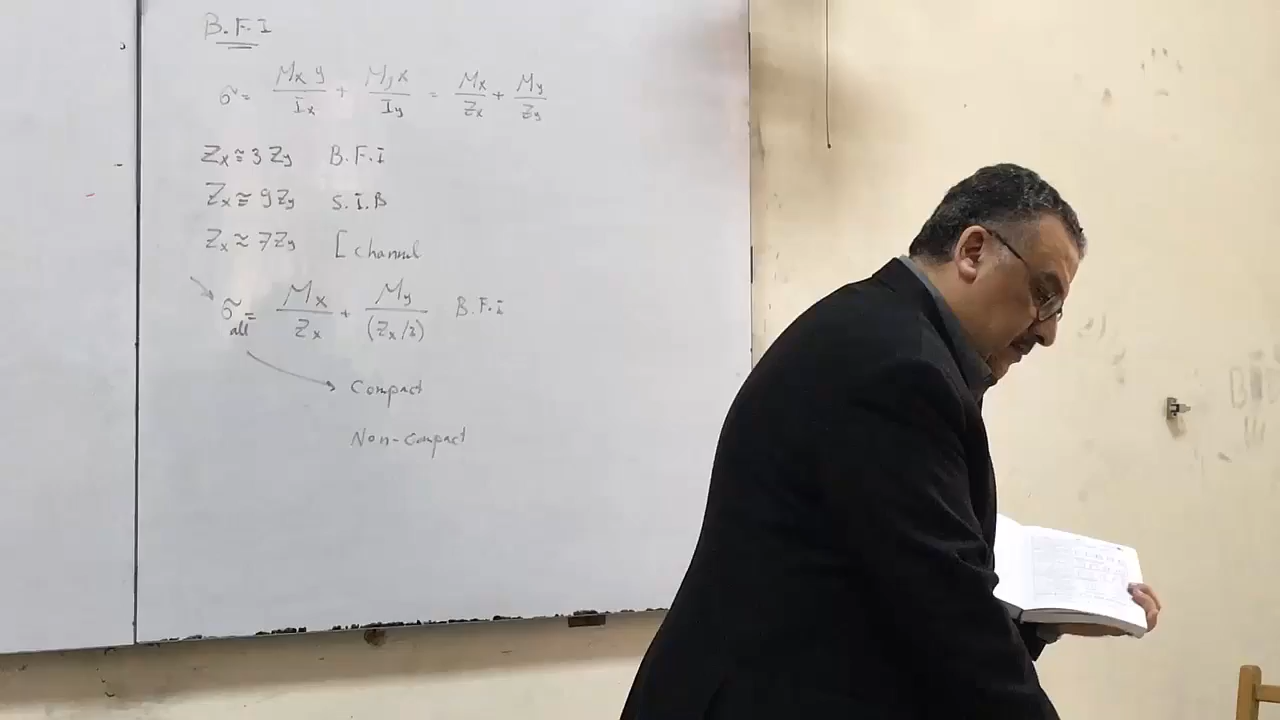 B.F.I
σ = Mx y / Ix + My x / Iy = Mx / Zx + My / Zy
Zx ≈ 3 Zy B.F.I
Zx ≈ 9 Zy S.I.B
Zx ≈ 7 Zy [ channel
σall = Mx / Zx + My / (Zx/2) B.F.I
Compact
Non-compact